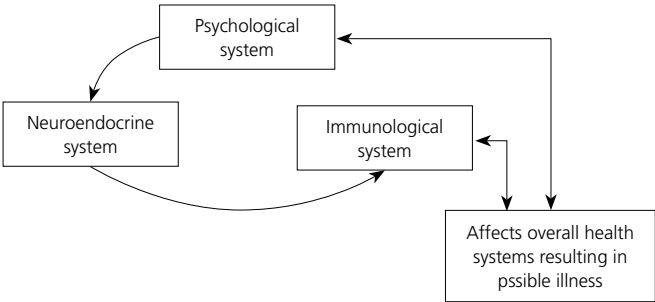 Psychological
system
Neuroendocrine
system
Immunological
system
Affects overall health
systems resulting in
pssible illness